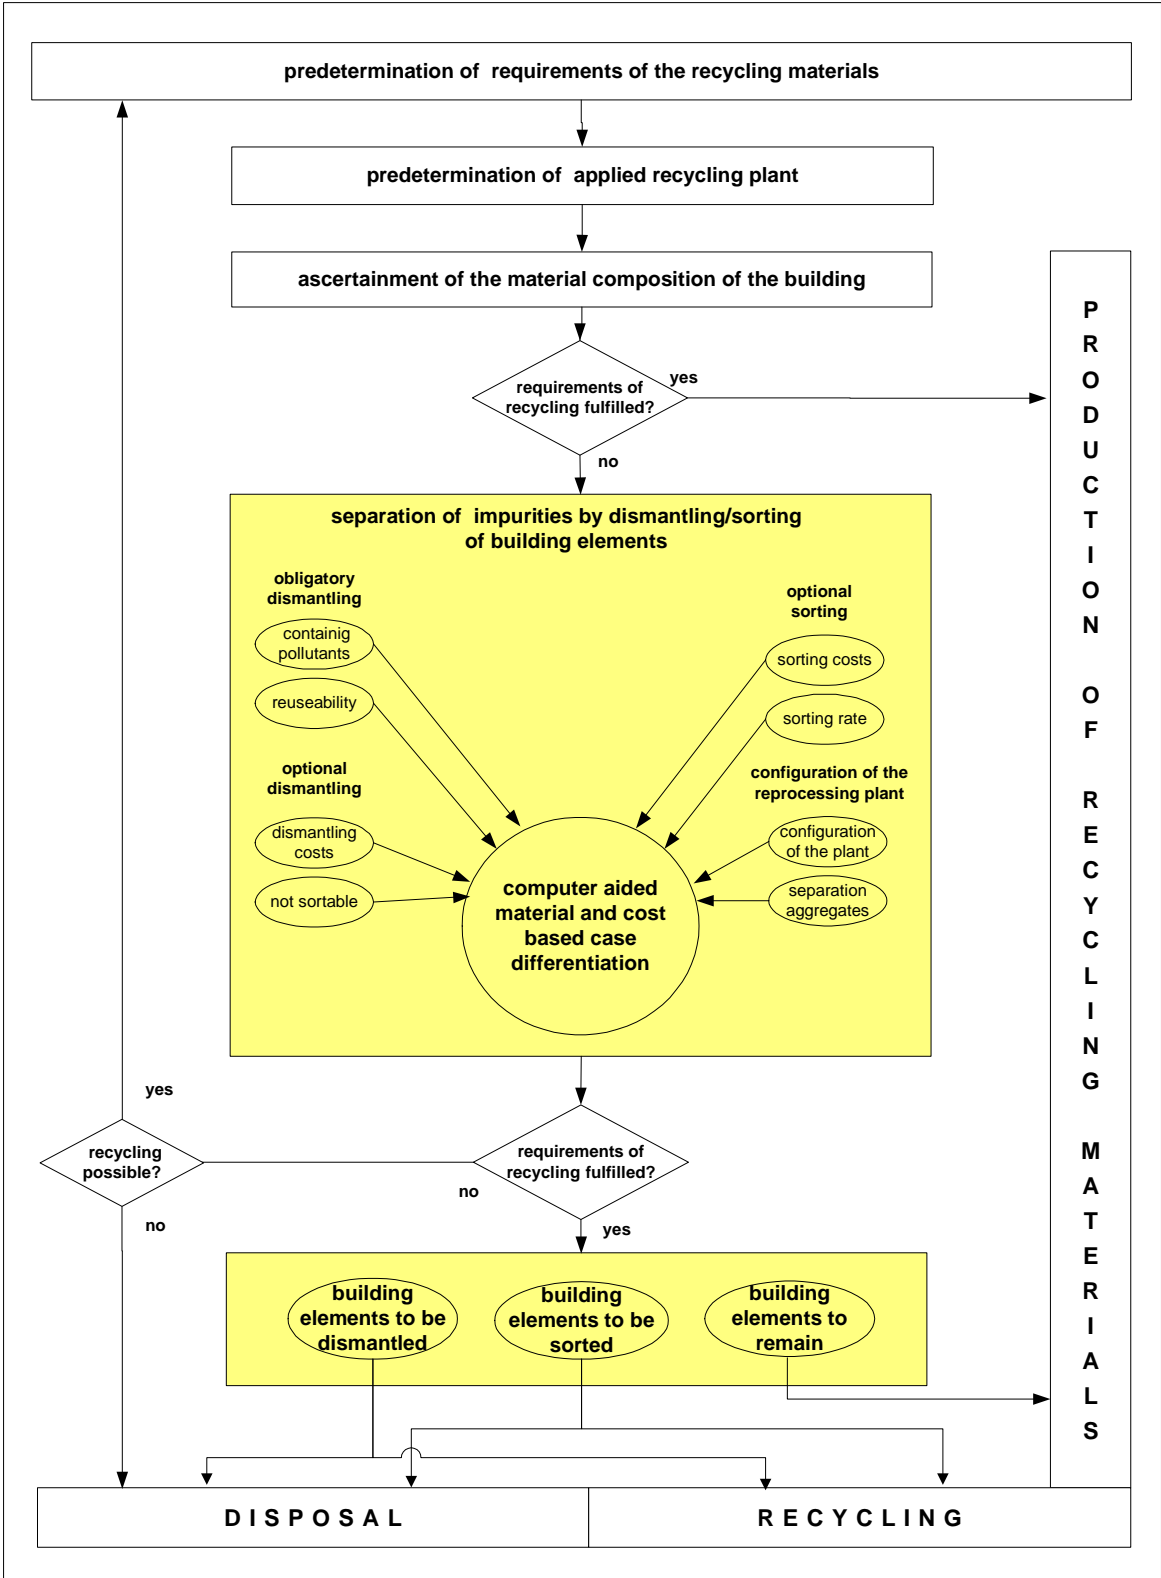 predetermination of requirements of the recycling materials
predetermination of applied recycling plant
ascertainment of the material composition of the building
requirements of
recycling fulfilled?
yes
no
separation of impurities by dismantling/sorting
of building elements
obligatory
dismantling
containig
pollutants
reuseability
optional
dismantling
dismantling
costs
not sortable
optional
sorting
sorting costs
sorting rate
configuration of the
reprocessing plant
configuration
of the plant
separation
aggregates
computer aided
material and cost
based case
differentiation
yes
recycling
possible?
no
requirements of
recycling fulfilled?
no
yes
building
elements to be
dismantled
building
elements to be
sorted
building
elements to
remain
PRODUCTION OF RECYCLING MATERIALS
DISPOSAL
RECYCLING